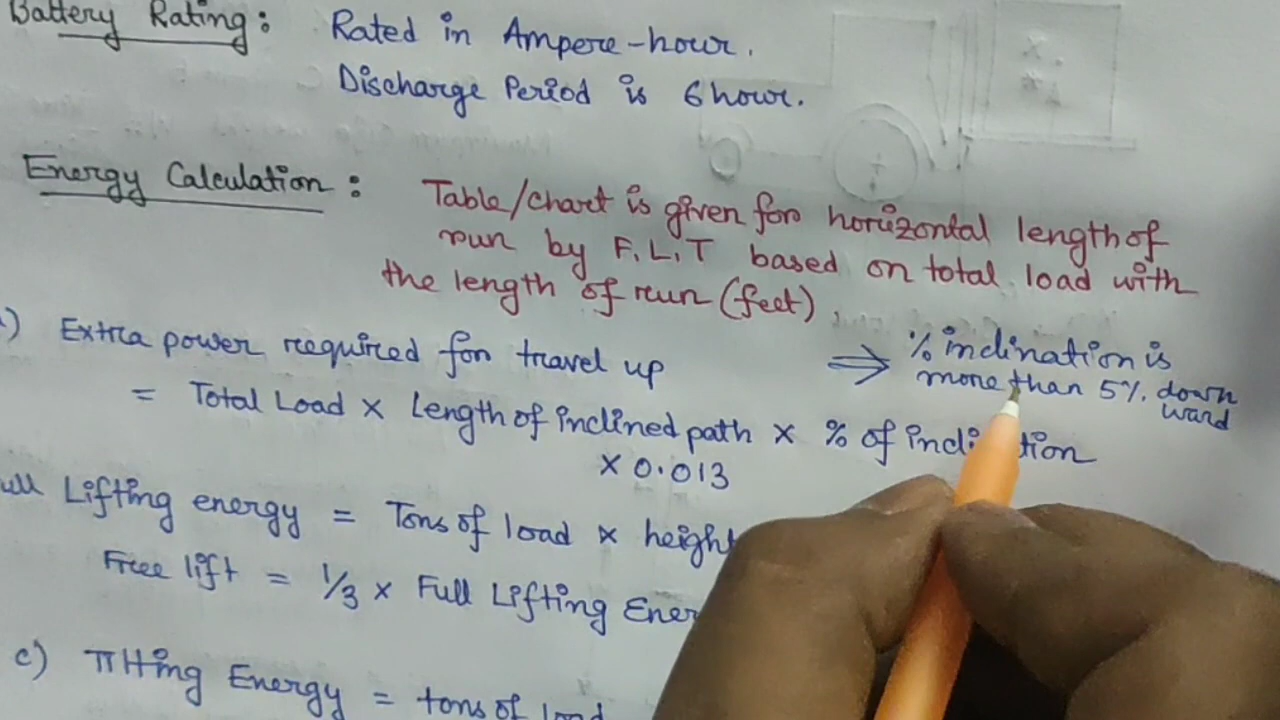 Battery Rating: Rated in Ampere-hour.
Discharge Period is 6 hour.
Energy Calculation: Table/chart is given for horizontal length of
run by F.L.T based on total load with
the length of run (feet),
) Extra power required for travel up
⇒ % inclination is
more than 5% down
ward
= Total Load × Length of inclined path × % of incli tion
× 0.013
Lifting energy = Tons of load × height
Free lift = 1/3 × Full Lifting Ener
c) Tilting Energy = tons of load